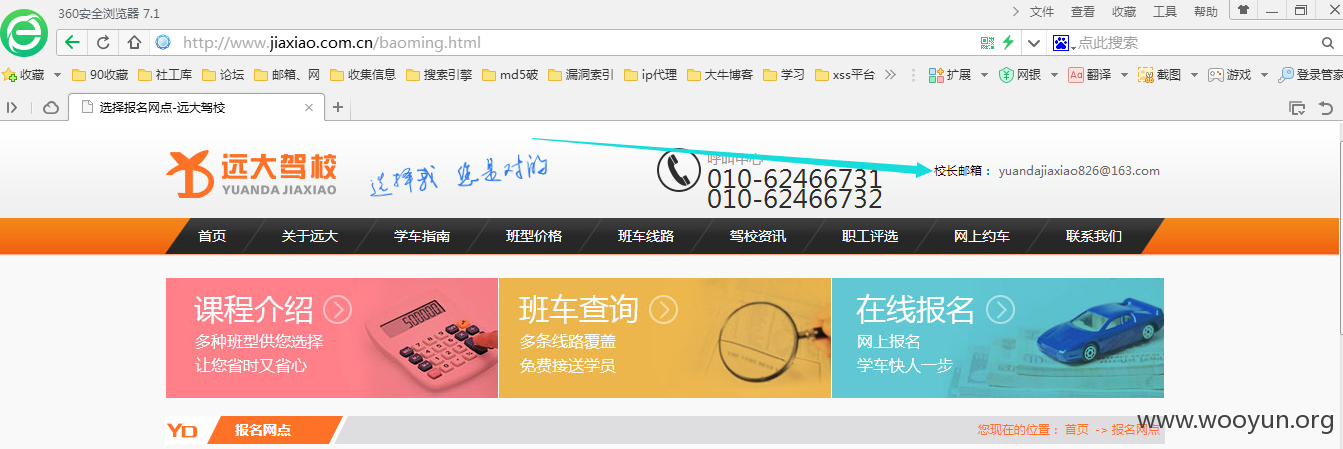 360安全浏览器 7.1
文件 查看 收藏 工具 帮助
http://www.jiaxiao.com.cn/baoming.html
点此搜索
收藏 90收藏 社工库 论坛 邮箱、网 收集信息 搜索引擎 md5破 漏洞索引 ip代理 大牛博客 学习 xss平台 扩展 网银 翻译 截图 游戏 登录管家
选择报名网点-远大驾校
远大驾校
YUANDA JIAXIAO
选择我 您是对的
呼叫中心
010-62466731
010-62466732
校长邮箱： yuandajiaxiao826@163.com
首页 关于远大 学车指南 班型价格 班车线路 驾校资讯 职工评选 网上约车 联系我们
课程介绍
多种班型供您选择
让您省时又省心
班车查询
多条线路覆盖
免费接送学员
在线报名
网上报名
学车快人一步
YD 报名网点
您现在的位置： 首页 -> 报名网点
www.wooyun.org